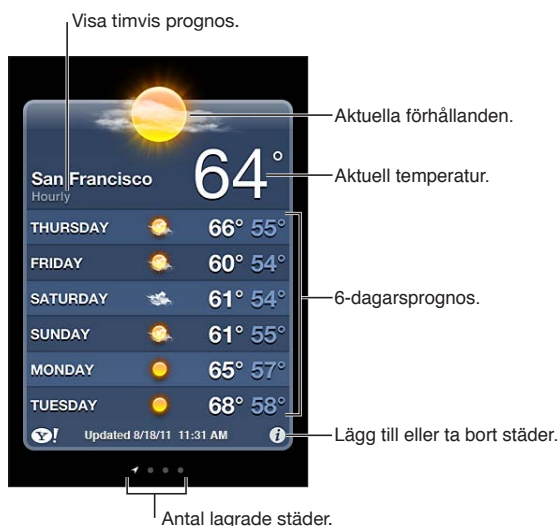 Visa timvis prognos.
Aktuella förhållanden.
San Francisco
Hourly
64°
Aktuell temperatur.
THURSDAY 66° 55°
FRIDAY 60° 54°
SATURDAY 61° 54°
6-dagarsprognos.
SUNDAY 61° 55°
MONDAY 65° 57°
TUESDAY 68° 58°
Y! Updated 8/18/11 11:31 AM i
Lägg till eller ta bort städer.
Antal lagrade städer.